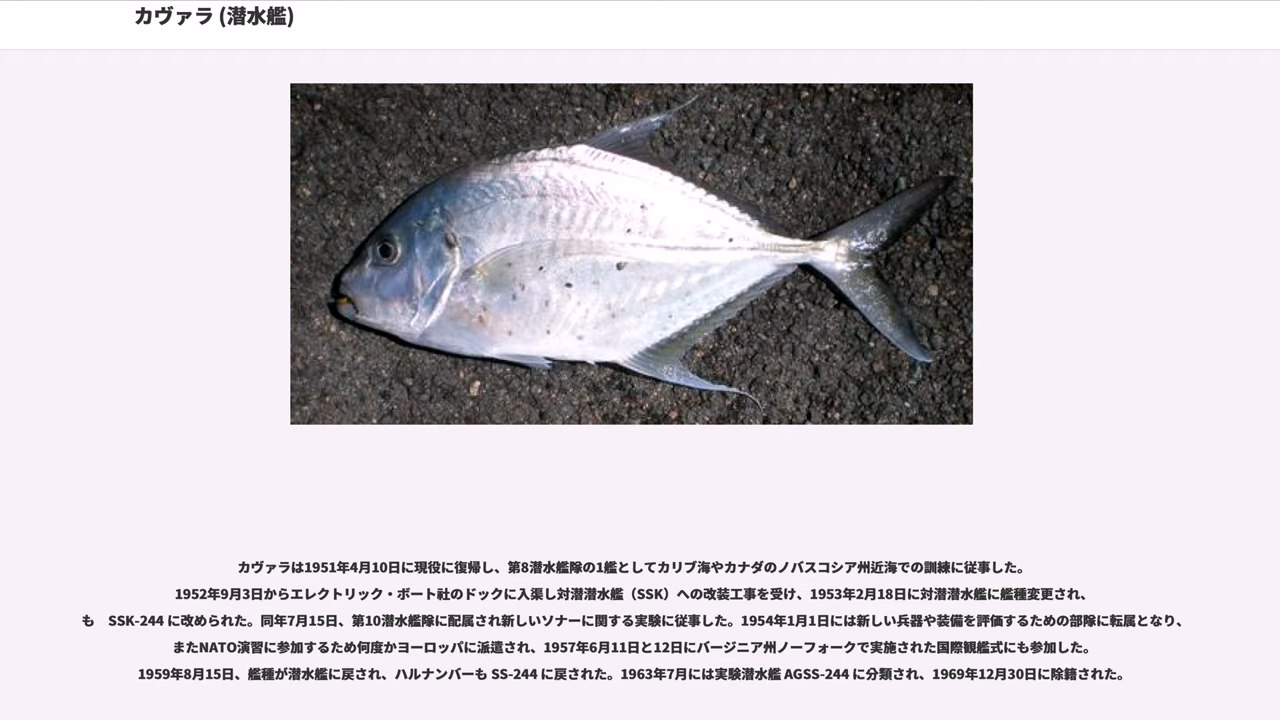 カヴァラ (潜水艦)
カヴァラは1951年4月10日に現役に復帰し、第8潜水艦隊の1艦としてカリブ海やカナダのノバスコシア州近海での訓練に従事した。
1952年9月3日からエレクトリック・ボート社のドックに入渠し対潜潜水艦（SSK）への改装工事を受け、1953年2月18日に対潜潜水艦に艦種変更され、
も　SSK-244 に改められた。同年7月15日、第10潜水艦隊に配属され新しいソナーに関する実験に従事した。1954年1月1日には新しい兵器や装備を評価するための部隊に転属となり、
またNATO演習に参加するため何度かヨーロッパに派遣され、1957年6月11日と12日にバージニア州ノーフォークで実施された国際観艦式にも参加した。
1959年8月15日、艦種が潜水艦に戻され、ハルナンバーも SS-244 に戻された。1963年7月には実験潜水艦 AGSS-244 に分類され、1969年12月30日に除籍された。